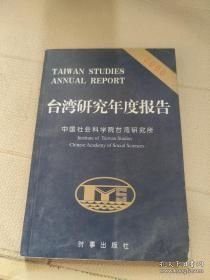 TAIWAN STUDIES
ANNUAL REPORT
台湾研究年度报告
中国社会科学院台湾研究所
Institute of Taiwan Studies
Chinese Academy of Social Sciences
时事出版社